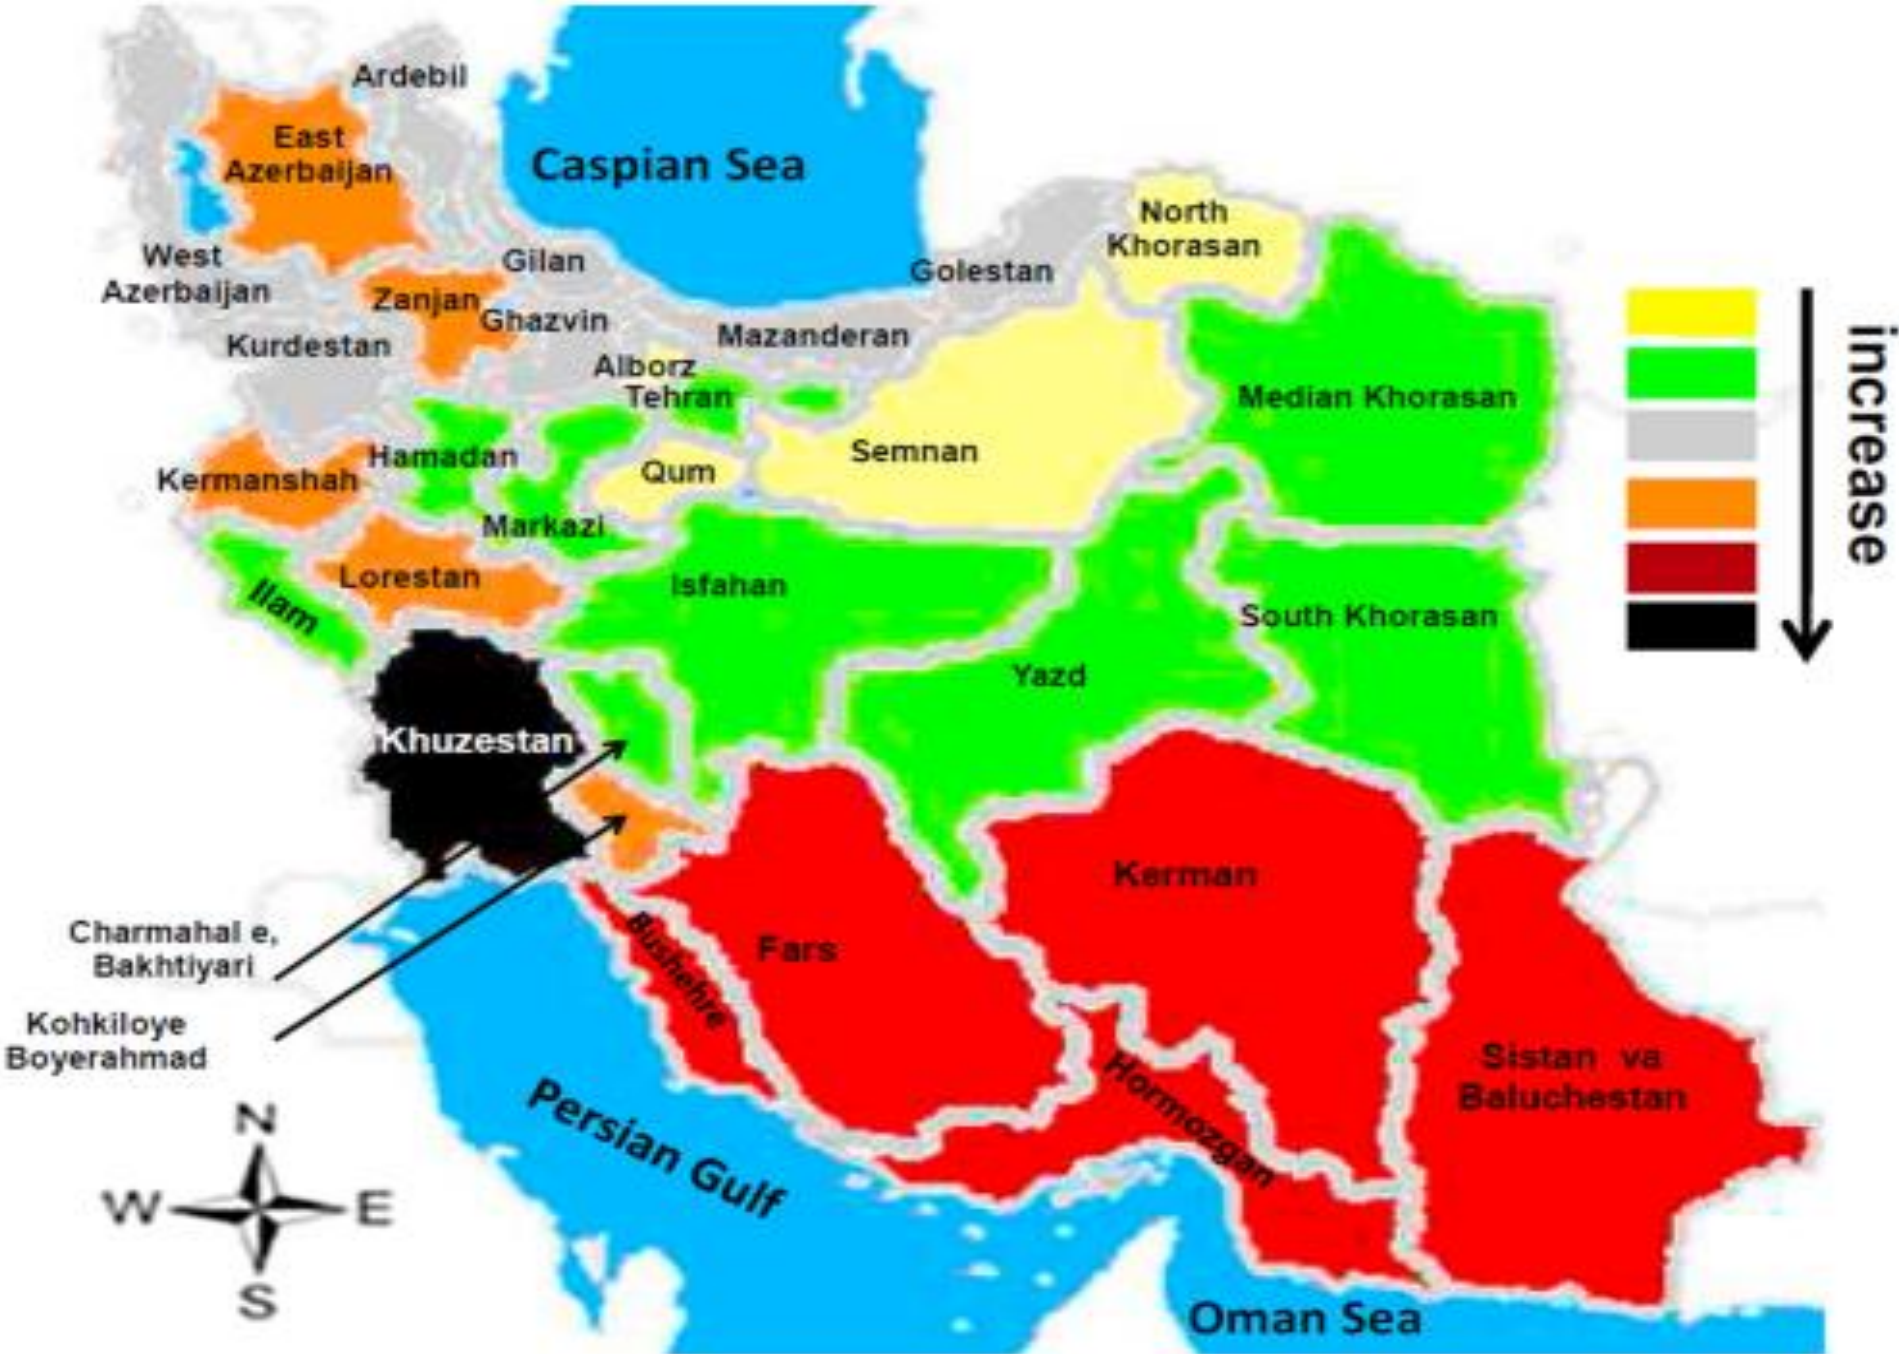 Ardebil
East
Azerbaijan
Caspian Sea
North
Khorasan
West
Azerbaijan
Gilan
Golestan
Zanjan
Ghazvin
Mazanderan
Kurdestan
Alborz
Tehran
Median Khorasan
increase
Hamadan
Semnan
Kermanshah
Qum
Markazi
Lorestan
Isfahan
Ilam
South Khorasan
Yazd
Khuzestan
Kerman
Charmahal e,
Bakhtiyari
Fars
Bushehre
Kohkiloye
Boyerahmad
Sistan va
Baluchestan
Hormozgan
Persian Gulf
N
W
E
S
Oman Sea